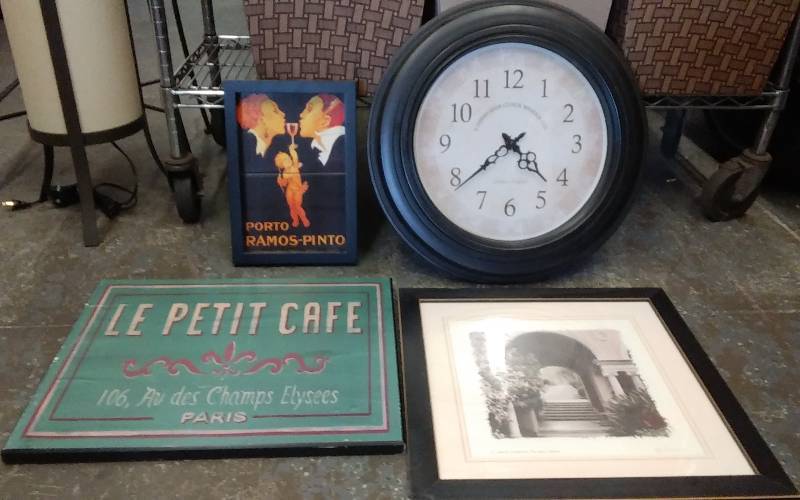 PORTO
RAMOS-PINTO
12
1
2
3
4
5
6
7
8
9
10
11
LE PETIT CAFE
106, Av des Champs Elysees
PARIS